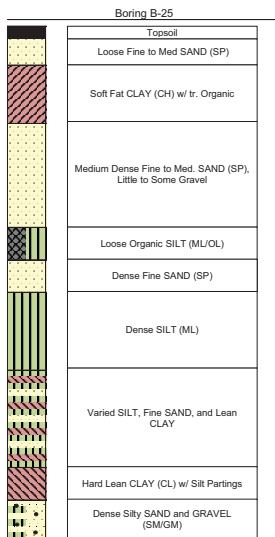 Boring B-25
Topsoil
Loose Fine to Med SAND (SP)
Soft Fat CLAY (CH) w/ tr. Organic
Medium Dense Fine to Med. SAND (SP),
Little to Some Gravel
Loose Organic SILT (ML/OL)
Dense Fine SAND (SP)
Dense SILT (ML)
Varied SILT, Fine SAND, and Lean
CLAY
Hard Lean CLAY (CL) w/ Silt Partings
Dense Silty SAND and GRAVEL
(SM/GM)